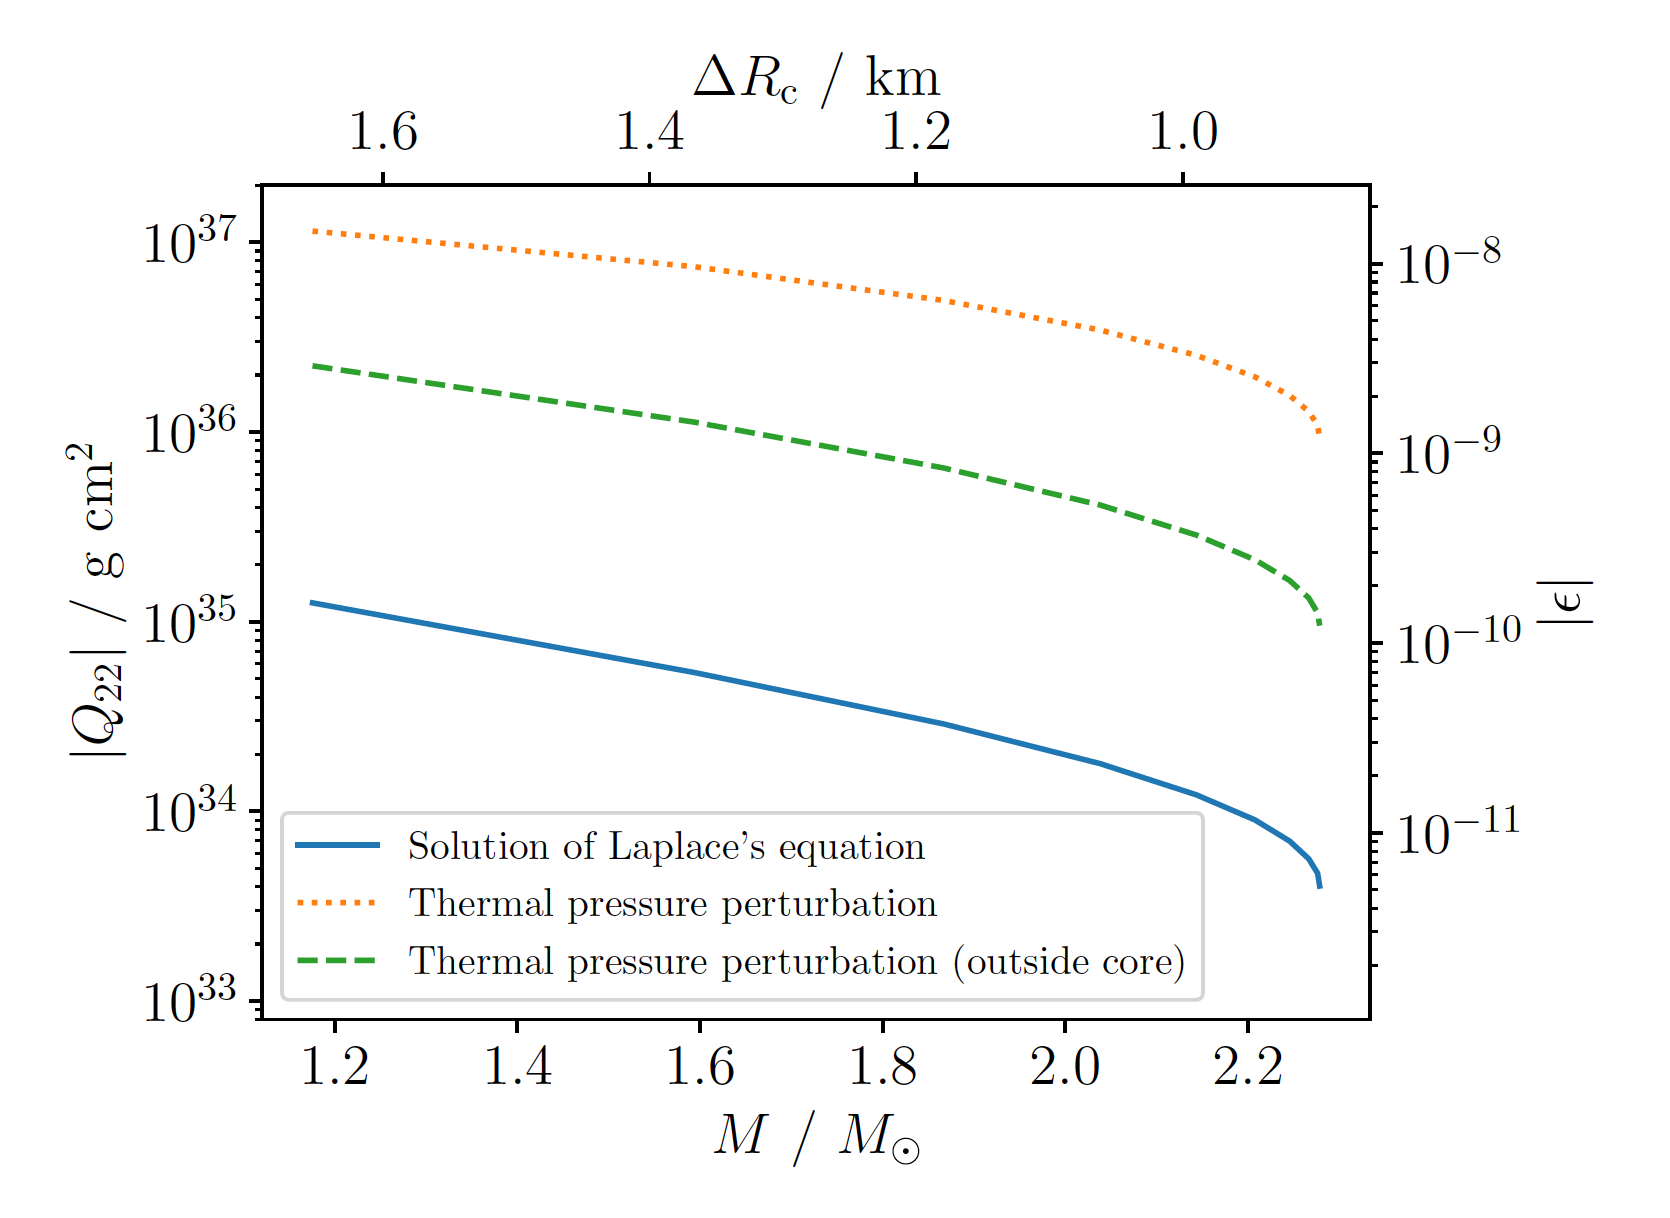 ΔR_c / km
1.6 1.4 1.2 1.0
10^37
10^36
10^35
10^34
10^33
|Q_22| / g cm^2
10^−8
10^−9
10^−10
10^−11
|ϵ|
Solution of Laplace's equation
Thermal pressure perturbation
Thermal pressure perturbation (outside core)
1.2 1.4 1.6 1.8 2.0 2.2
M / M_⊙